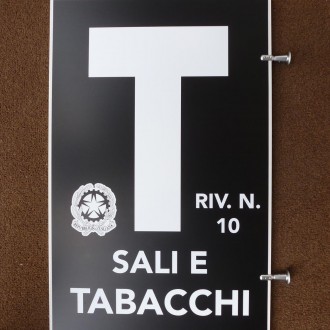 T
RIV. N.
10
SALI E
TABACCHI